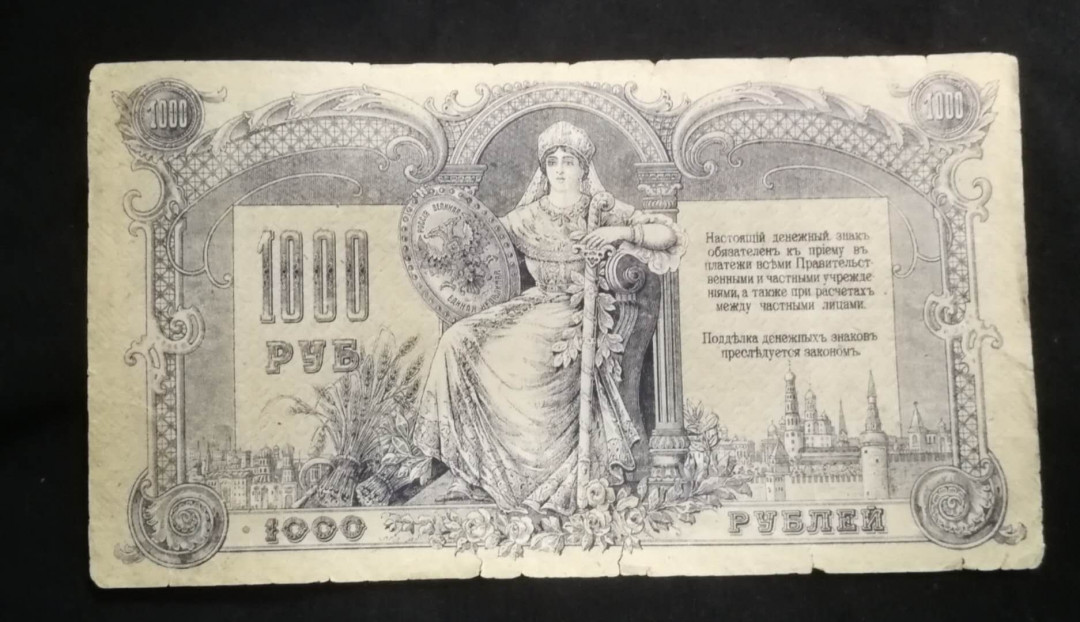 1000
1000
1000
РУБ
Настоящій денежный знакъ
обязателенъ къ пріему въ
платежи всѣми Правительст-
венными и частными учрежде-
ніями, а также при расчетахъ
между частными лицами.
Поддѣлка денежныхъ знаковъ
преслѣдуется закономъ.
1000
РУБЛЕЙ